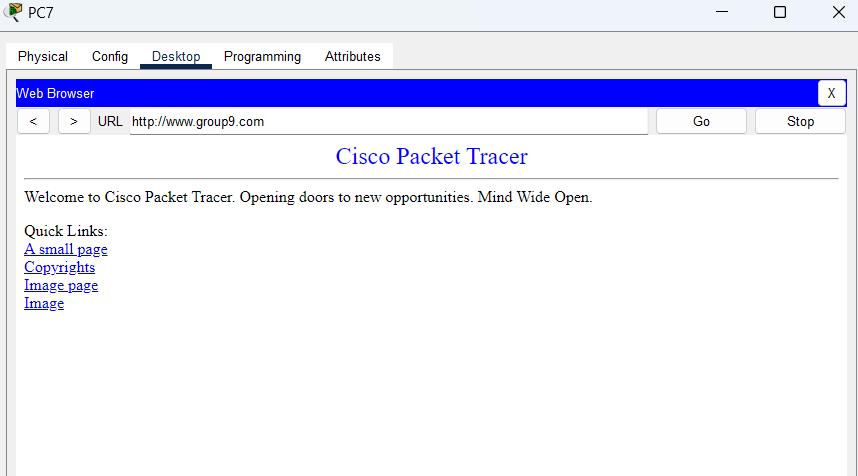 PC7
Physical Config Desktop Programming Attributes
Web Browser X
< > URL http://www.group9.com Go Stop
Cisco Packet Tracer
Welcome to Cisco Packet Tracer. Opening doors to new opportunities. Mind Wide Open.
Quick Links:
A small page
Copyrights
Image page
Image